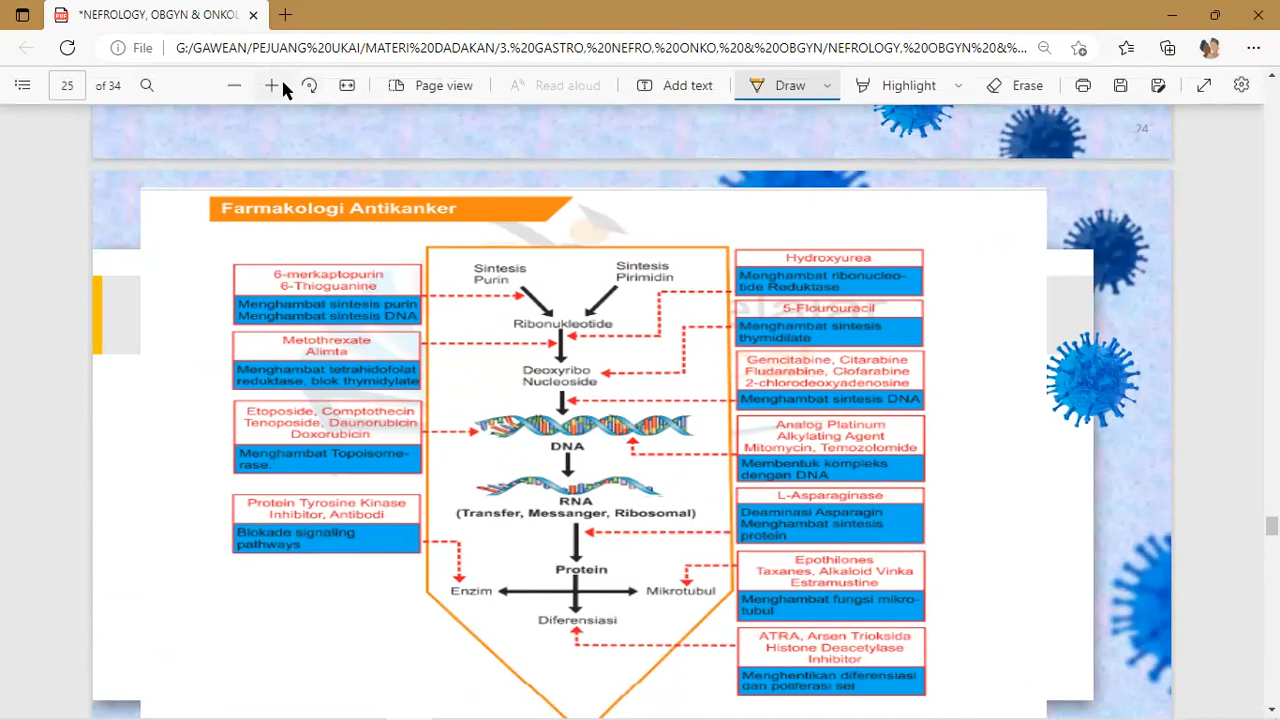 *NEFROLOGY, OBGYN & ONKOL
File
G:/GAWEAN/PEJUANG%20UKAI/MATERI%20DADAKAN/3.%20GASTRO,%20NEFRO,%20ONKO,%20&%20OBGYN/NEFROLOGY,%20OBGYN%20&%...
25 of 34
Page view
Read aloud
Add text
Draw
Highlight
Erase
24
Farmakologi Antikanker
6-merkaptopurin
6-Thioguanine
Menghambat sintesis purin
Menghambat sintesis DNA
Metothrexate
Alimta
Menghambat tetrahidofolat
reduktase, blok thymidylate
Etoposide, Comptothecin
Tenoposide, Daunorubicin
Doxorubicin
Menghambat Topoisome-
rase.
Protein Tyrosine Kinase
Inhibitor, Antibodi
Blokade signaling
pathways
Sintesis
Purin
Sintesis
Pirimidin
Ribonukleotide
Deoxyribo
Nucleoside
DNA
RNA
(Transfer, Messanger, Ribosomal)
Protein
Enzim
Mikrotubul
Diferensiasi
Hydroxyurea
Menghambat ribonucleo-
tide Reduktase
5-Flourouracil
Menghambat sintesis
thymidilate
Gemcitabine, Citarabine
Fludarabine, Clofarabine
2-chlorodeoxyadenosine
Menghambat sintesis DNA
Analog Platinum
Alkylating Agent
Mitomycin, Temozolomide
Membentuk kompleks
dengan DNA
L-Asparaginase
Deaminasi Asparagin
Menghambat sintesis
protein
Epothilones
Taxanes, Alkaloid Vinka
Estramustine
Menghambat fungsi mikro-
tubul
ATRA, Arsen Trioksida
Histone Deacetylase
Inhibitor
Menghentikan diferensiasi
dan poliferasi sel